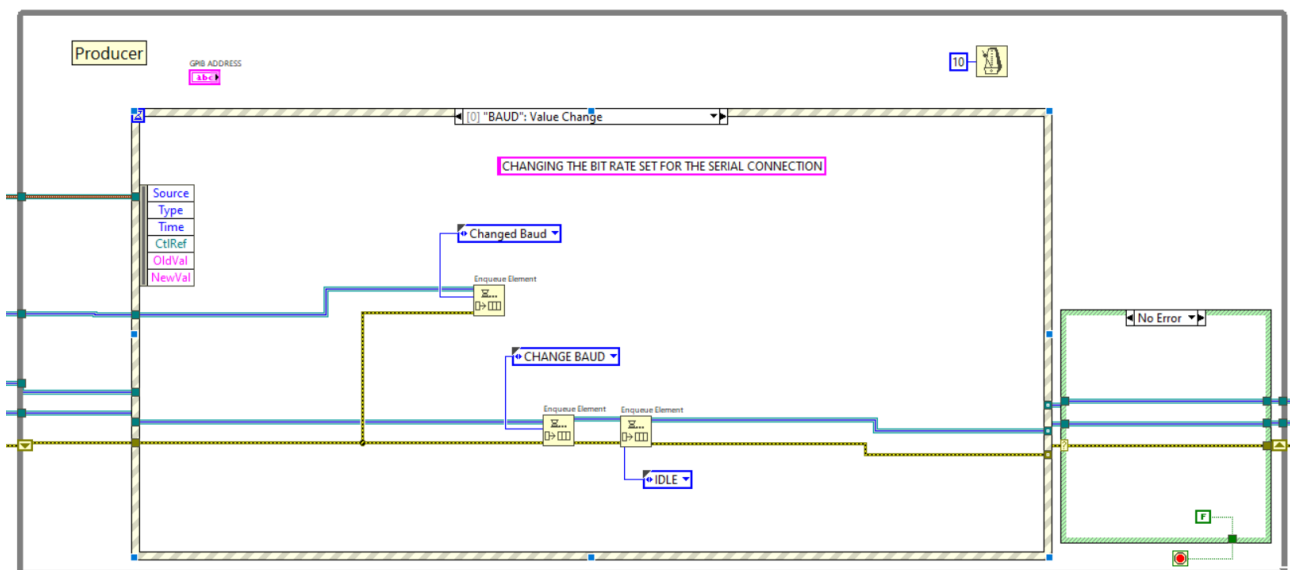 Producer
GPIB ADDRESS
abc
10
[0] "BAUD": Value Change
CHANGING THE BIT RATE SET FOR THE SERIAL CONNECTION
Source
Type
Time
CtlRef
OldVal
NewVal
Changed Baud
Enqueue Element
No Error
CHANGE BAUD
Enqueue Element
Enqueue Element
IDLE
F